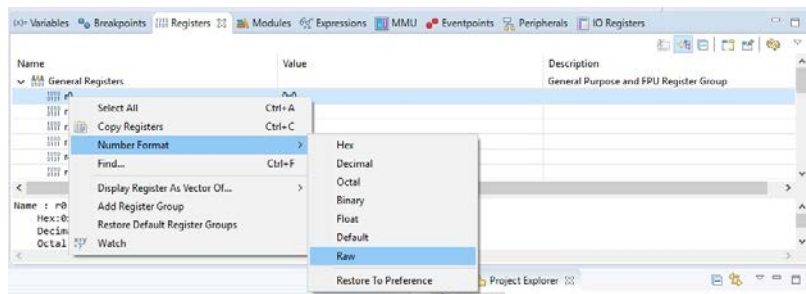 (x)= Variables Breakpoints Registers Modules Expressions MMU Eventpoints Peripherals IO Registers
Name Value Description
General Registers General Purpose and FPU Register Group
r0 0x0
Select All Ctrl+A
Copy Registers Ctrl+C
Number Format >
Find... Ctrl+F
Display Register As Vector Of... >
Add Register Group
Restore Default Register Groups
Watch
Hex
Decimal
Octal
Binary
Float
Default
Raw
Restore To Preference
Name : r0
Hex:0
Decim
Octal
Project Explorer